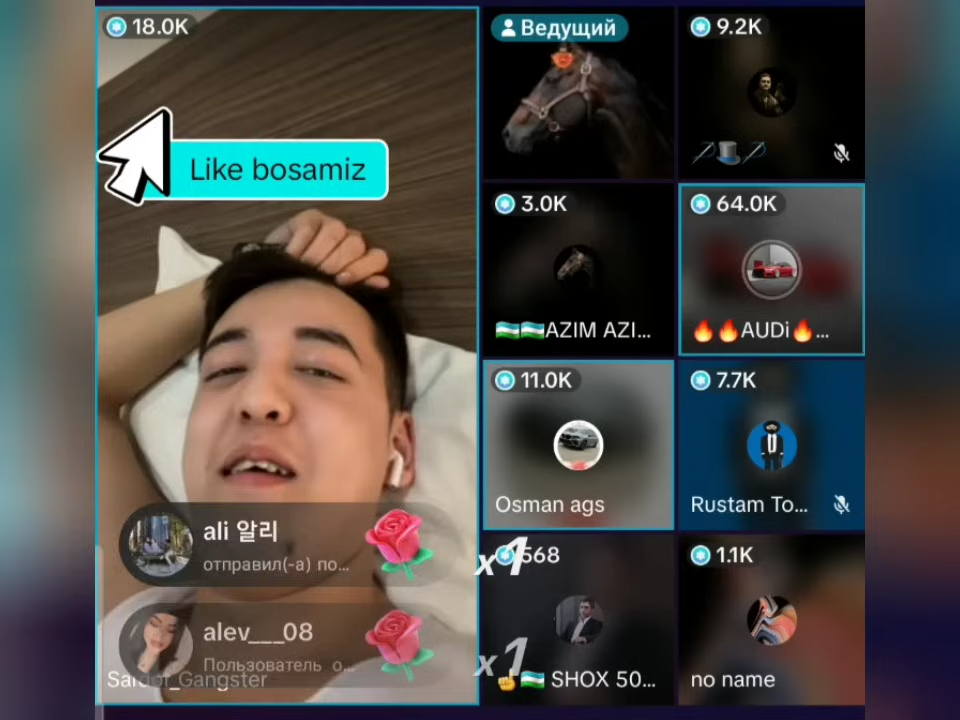 18.0K
Like bosamiz
ali 알리
отправил(-а) по...
x1
alev___08
Пользователь о...
x1
Ведущий
9.2K
3.0K
AZIM AZI...
64.0K
AUDi...
11.0K
Osman ags
7.7K
Rustam To...
568
SHOX 50...
1.1K
no name